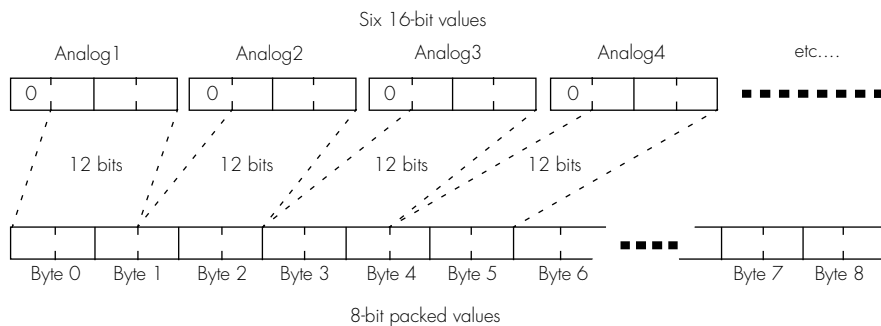 Six 16-bit values
Analog1 Analog2 Analog3 Analog4 etc....
0 0 0 0
12 bits 12 bits 12 bits 12 bits
Byte 0 Byte 1 Byte 2 Byte 3 Byte 4 Byte 5 Byte 6 Byte 7 Byte 8
8-bit packed values